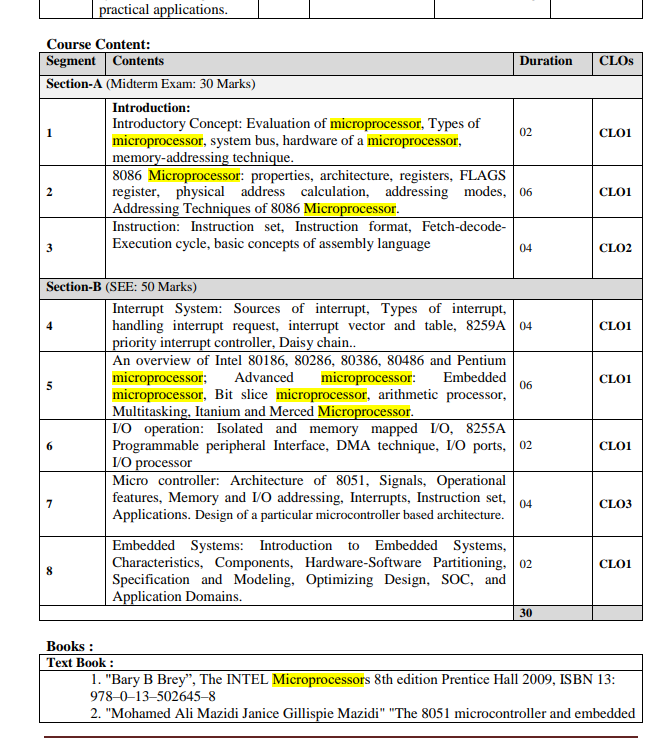 practical applications.
Course Content:
Segment Contents Duration CLOs
Section-A (Midterm Exam: 30 Marks)
Introduction:
Introductory Concept: Evaluation of microprocessor, Types of
1 microprocessor, system bus, hardware of a microprocessor, 02 CLO1
memory-addressing technique.
8086 Microprocessor: properties, architecture, registers, FLAGS
2 register, physical address calculation, addressing modes, 06 CLO1
Addressing Techniques of 8086 Microprocessor.
Instruction: Instruction set, Instruction format, Fetch-decode-
3 Execution cycle, basic concepts of assembly language 04 CLO2
Section-B (SEE: 50 Marks)
Interrupt System: Sources of interrupt, Types of interrupt,
4 handling interrupt request, interrupt vector and table, 8259A 04 CLO1
priority interrupt controller, Daisy chain..
An overview of Intel 80186, 80286, 80386, 80486 and Pentium
microprocessor; Advanced microprocessor: Embedded
5 microprocessor, Bit slice microprocessor, arithmetic processor, 06 CLO1
Multitasking, Itanium and Merced Microprocessor.
I/O operation: Isolated and memory mapped I/O, 8255A
6 Programmable peripheral Interface, DMA technique, I/O ports, 02 CLO1
I/O processor
Micro controller: Architecture of 8051, Signals, Operational
7 features, Memory and I/O addressing, Interrupts, Instruction set, 04 CLO3
Applications. Design of a particular microcontroller based architecture.
Embedded Systems: Introduction to Embedded Systems,
Characteristics, Components, Hardware-Software Partitioning,
8 Specification and Modeling, Optimizing Design, SOC, and 02 CLO1
Application Domains.
30
Books :
Text Book :
1. "Bary B Brey”, The INTEL Microprocessors 8th edition Prentice Hall 2009, ISBN 13:
978–0–13–502645–8
2. "Mohamed Ali Mazidi Janice Gillispie Mazidi" "The 8051 microcontroller and embedded